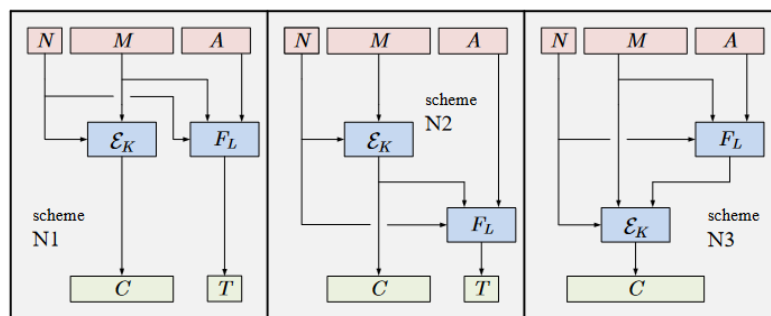 N M A
N M A
N M A
scheme
N2
ℰ_K F_L
ℰ_K
F_L
F_L
ℰ_K
scheme
N1
scheme
N3
C T
C T
C